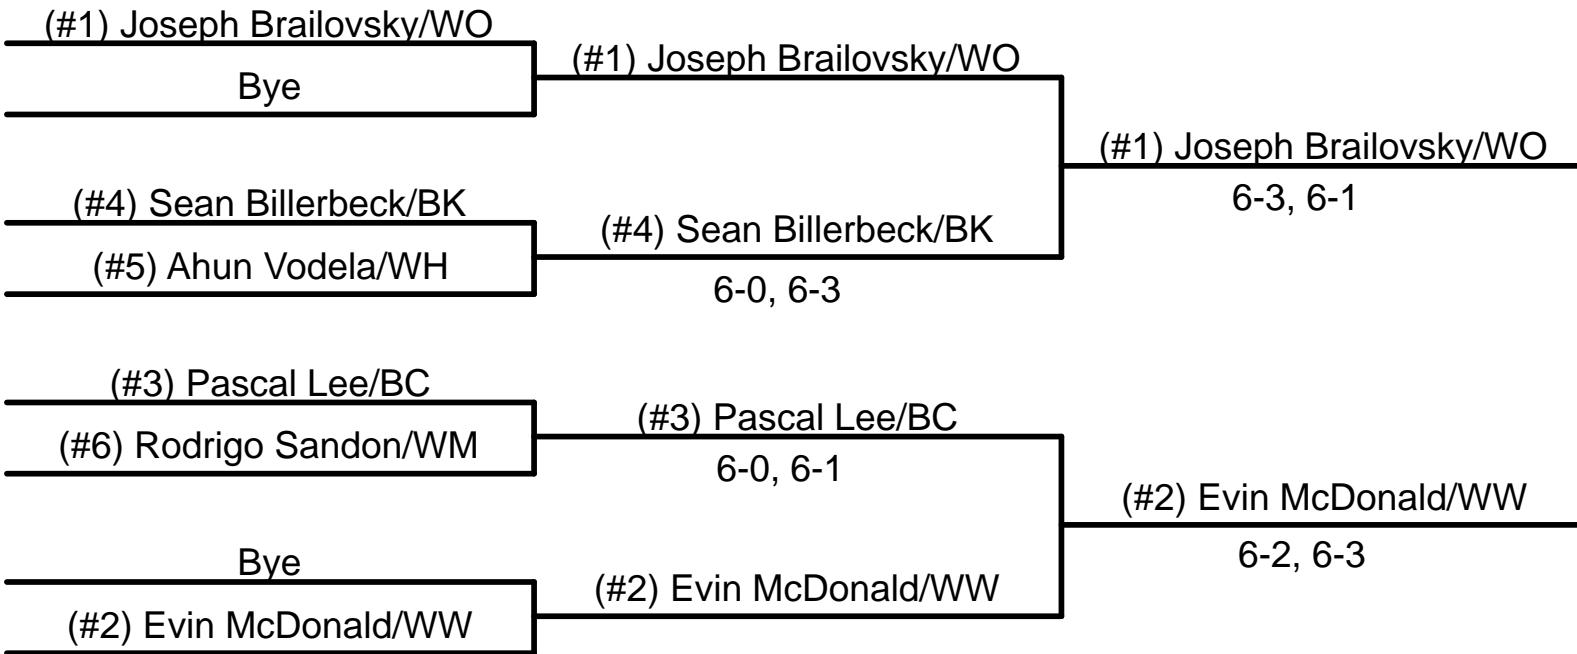 (#1) Joseph Brailovsky/WO
Bye
(#4) Sean Billerbeck/BK
(#5) Ahun Vodela/WH
(#3) Pascal Lee/BC
(#6) Rodrigo Sandon/WM
Bye
(#2) Evin McDonald/WW
(#1) Joseph Brailovsky/WO
(#4) Sean Billerbeck/BK
6-0, 6-3
(#3) Pascal Lee/BC
6-0, 6-1
(#2) Evin McDonald/WW
(#1) Joseph Brailovsky/WO
6-3, 6-1
(#2) Evin McDonald/WW
6-2, 6-3